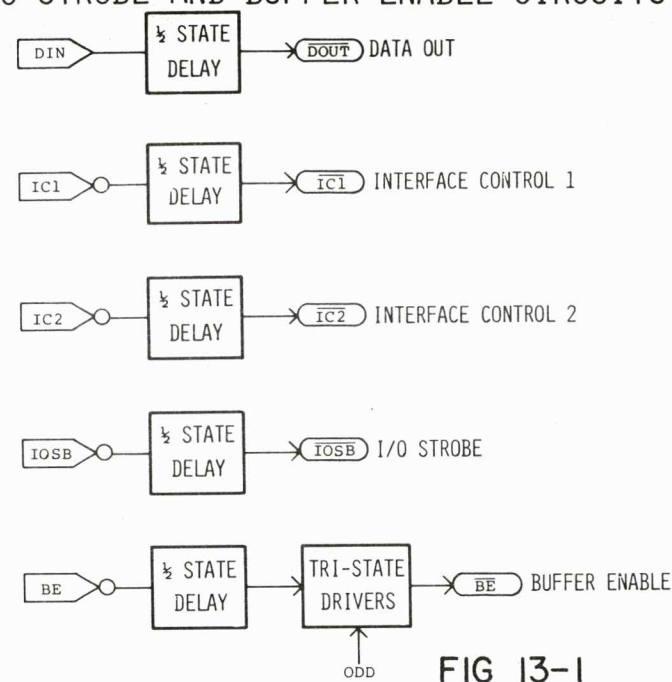 O STROBE AND BUFFER ENABLE CIRCUITS
DIN
½ STATE
DELAY
DOUT DATA OUT
IC1
½ STATE
DELAY
IC1 INTERFACE CONTROL 1
IC2
½ STATE
DELAY
IC2 INTERFACE CONTROL 2
IOSB
½ STATE
DELAY
IOSB I/O STROBE
BE
½ STATE
DELAY
TRI-STATE
DRIVERS
BE BUFFER ENABLE
ODD
FIG 13-1